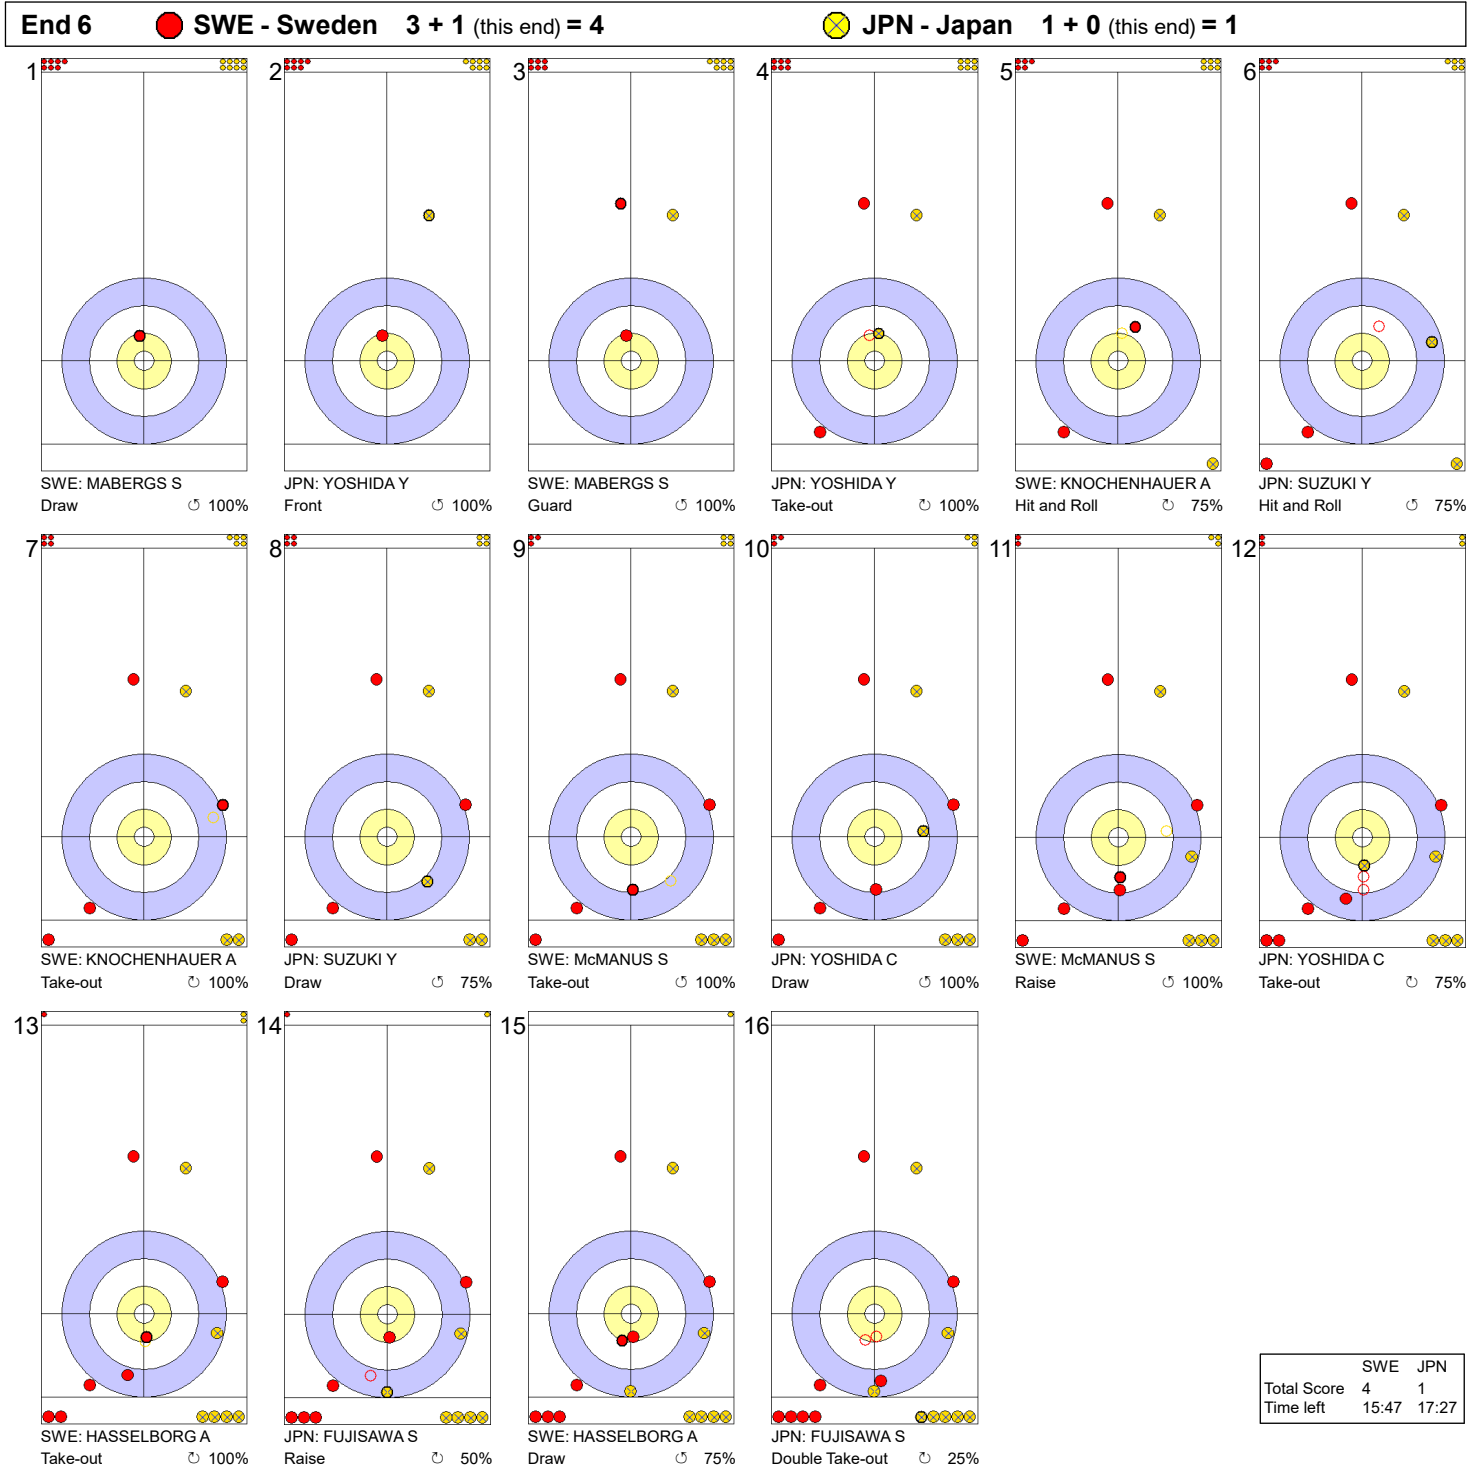 End 6 SWE - Sweden 3 + 1 (this end) = 4 JPN - Japan 1 + 0 (this end) = 1
1 2 3 4 5 6
SWE: MABERGS S JPN: YOSHIDA Y SWE: MABERGS S JPN: YOSHIDA Y SWE: KNOCHENHAUER A JPN: SUZUKI Y
Draw ↺ 100% Front ↺ 100% Guard ↺ 100% Take-out ↺ 100% Hit and Roll ↻ 75% Hit and Roll ↻ 75%
7 8 9 10 11 12
SWE: KNOCHENHAUER A JPN: SUZUKI Y SWE: McMANUS S JPN: YOSHIDA C SWE: McMANUS S JPN: YOSHIDA C
Take-out ↻ 100% Draw ↺ 75% Take-out ↺ 100% Draw ↻ 100% Raise ↺ 100% Take-out ↻ 75%
13 14 15 16
SWE: HASSELBORG A JPN: FUJISAWA S SWE: HASSELBORG A JPN: FUJISAWA S
Take-out ↻ 100% Raise ↻ 50% Draw ↺ 75% Double Take-out ↻ 25%
SWE JPN
Total Score 4 1
Time left 15:47 17:27